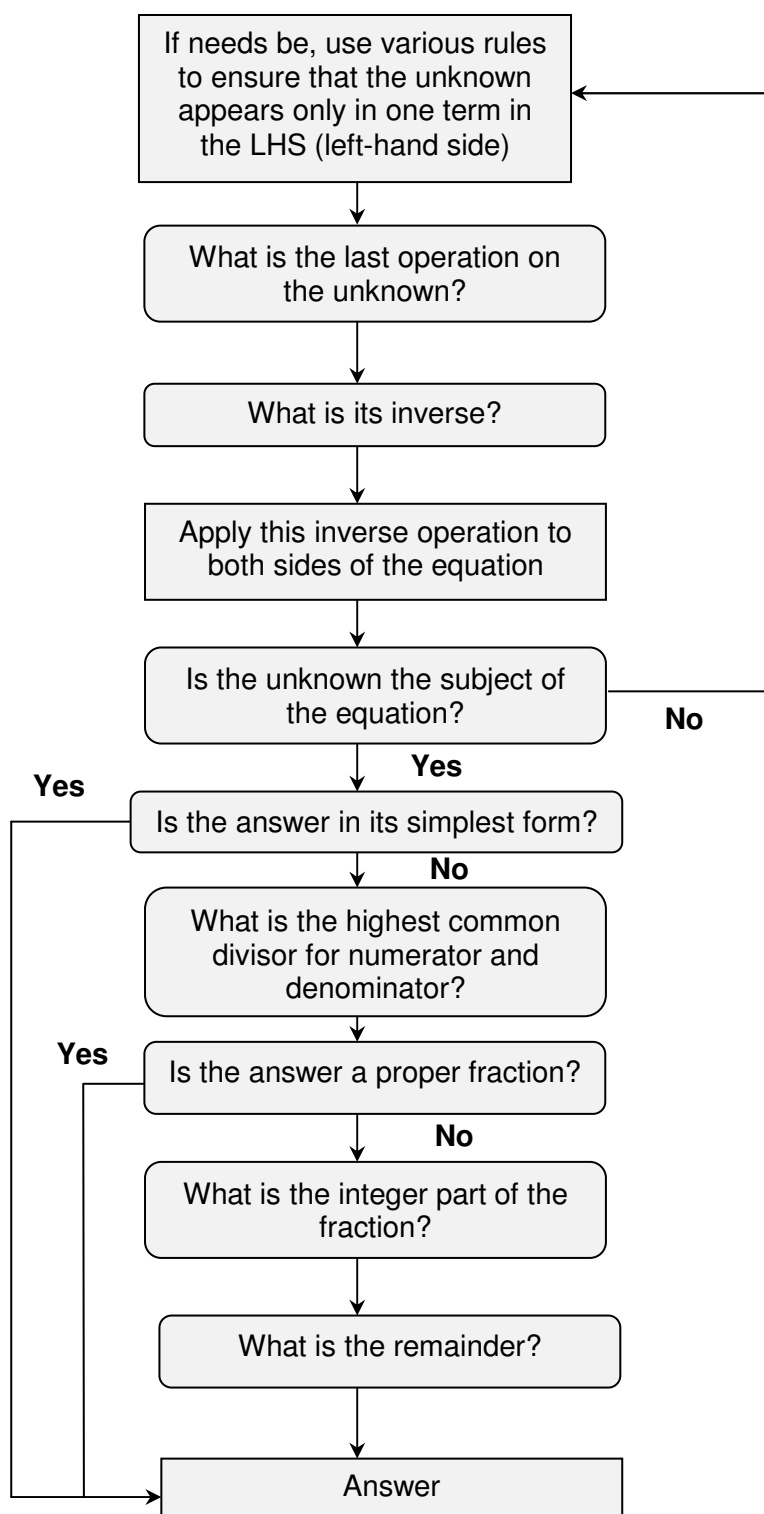 If needs be, use various rules
to ensure that the unknown
appears only in one term in
the LHS (left-hand side)
What is the last operation on
the unknown?
What is its inverse?
Apply this inverse operation to
both sides of the equation
Is the unknown the subject of
the equation?
No
Yes
Yes
Is the answer in its simplest form?
No
What is the highest common
divisor for numerator and
denominator?
Yes
Is the answer a proper fraction?
No
What is the integer part of the
fraction?
What is the remainder?
Answer